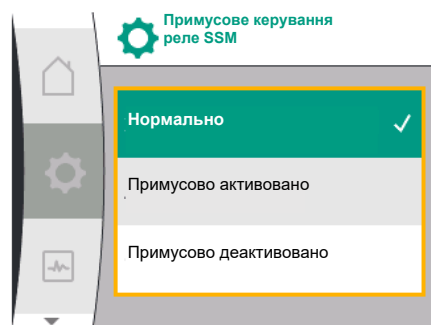 Примусове керування
реле SSM
Нормально
Примусово активовано
Примусово деактивовано